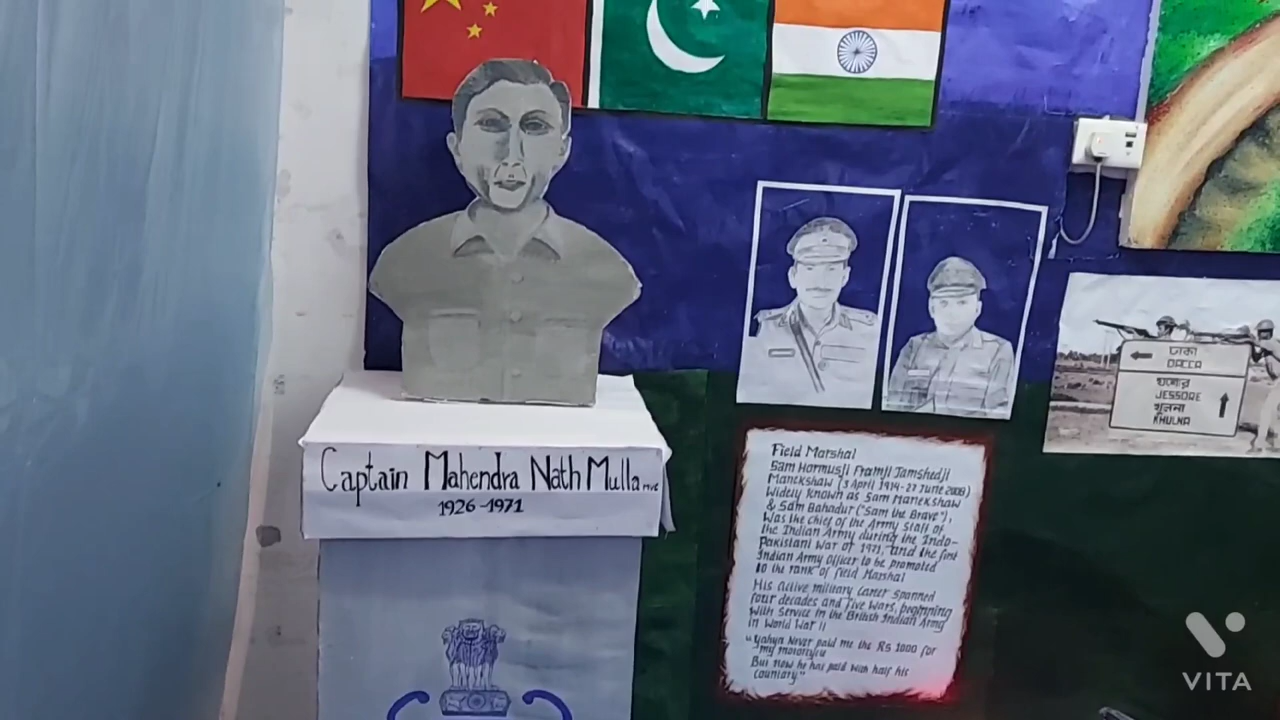 Captain Mahendra Nath Mulla MVC
1926-1971
Field Marshal
Sam Hormusji Framji Jamshedji
Manekshaw (3 April 1914-27 June 2008)
Widely Known as Sam Manekshaw
& Sam Bahadur ("Sam the Brave"),
Was the chief of the Army Staff of
the Indian Army during the Indo-
Pakistani War of 1971, and the first
Indian Army Officer to be promoted
to the rank of field Marshal
His active military Career spanned
four decades and Five Wars, beginning
With Service in the British Indian Army
in World War II
"Yahya Never paid me the RS 1000 for
my motorcycle
But now he has paid with half his
country"
ঢাকা
DACCA
যশোর
JESSORE
খুলনা
KHULNA
VITA